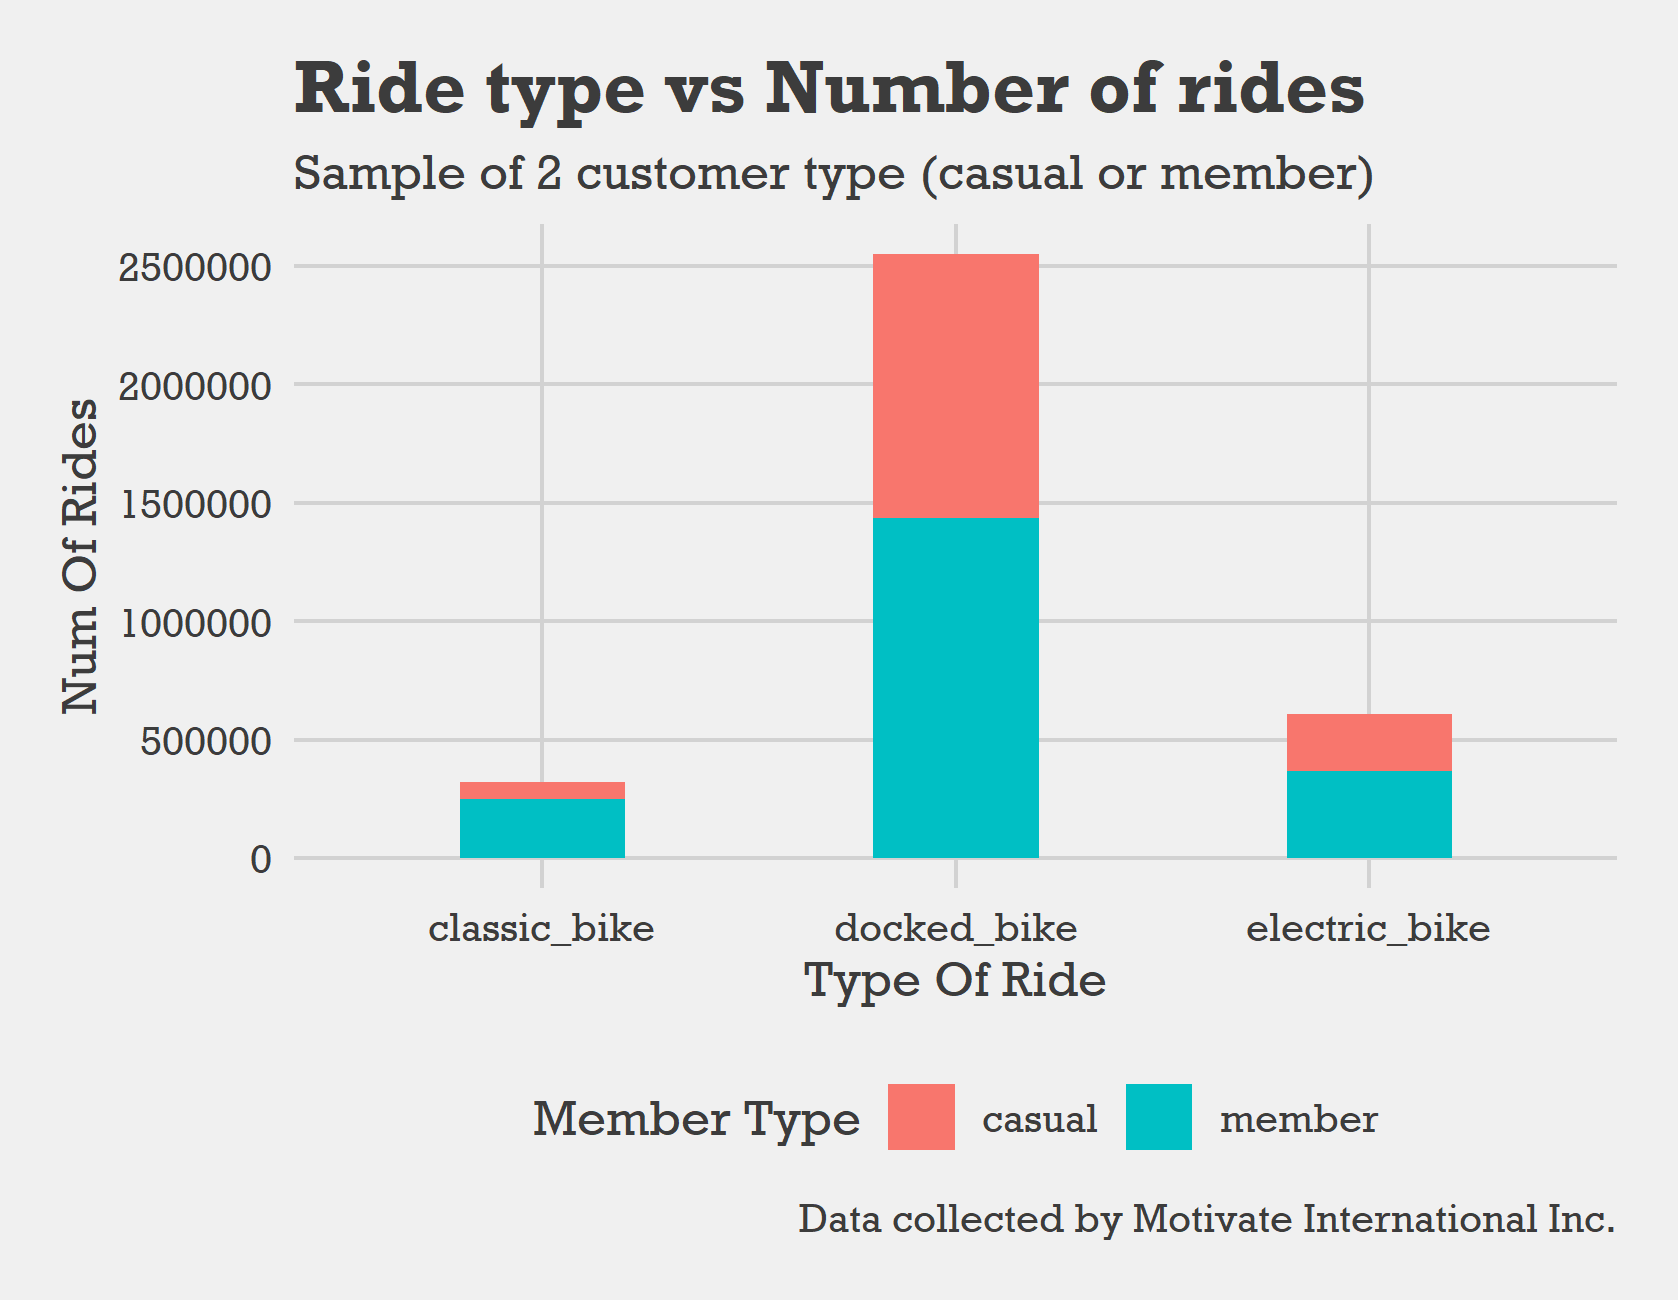 Ride type vs Number of rides
Sample of 2 customer type (casual or member)
Num Of Rides
2500000
2000000
1500000
1000000
500000
0
classic_bike docked_bike electric_bike
Type Of Ride
Member Type casual member
Data collected by Motivate International Inc.